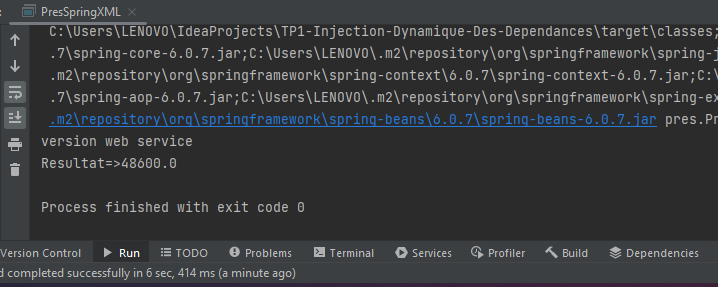 PresSpringXML
C:\Users\LENOVO\IdeaProjects\TP1-Injection-Dynamique-Des-Dependances\target\classes;
.7\spring-core-6.0.7.jar;C:\Users\LENOVO\.m2\repository\org\springframework\spring-j
.m2\repository\org\springframework\spring-context\6.0.7\spring-context-6.0.7.jar;C:\
.7\spring-aop-6.0.7.jar;C:\Users\LENOVO\.m2\repository\org\springframework\spring-ex
.m2\repository\org\springframework\spring-beans\6.0.7\spring-beans-6.0.7.jar pres.Pr
version web service
Resultat=>48600.0
Process finished with exit code 0
Version Control Run TODO Problems Terminal Services Profiler Build Dependencies
d completed successfully in 6 sec, 414 ms (a minute ago)